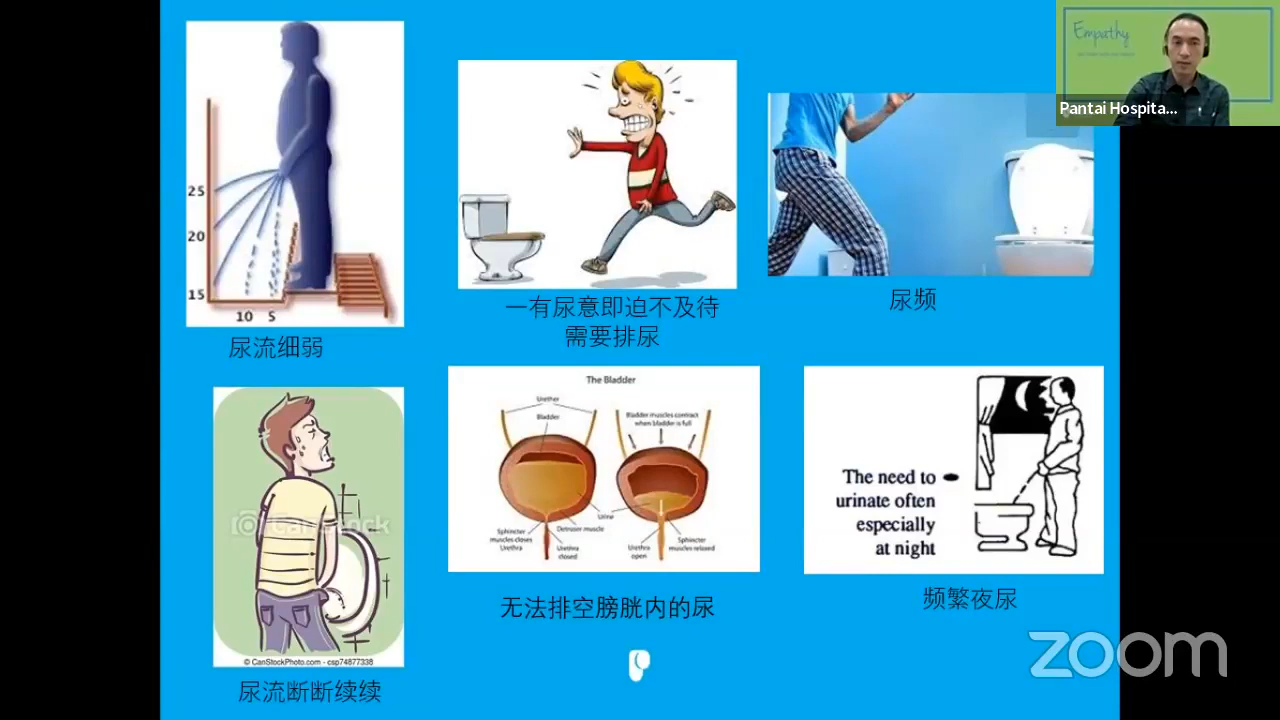 Empathy
Pantai Hospita...
25
20
15
10 5
尿流细弱
一有尿意即迫不及待
需要排尿
尿频
CanStock
© CanStockPhoto.com - csp74877338
尿流断断续续
The Bladder
Urether
Bladder
Bladder muscles contract
when bladder is full
Urine
Sphincter
muscles closes
Urethra
Detrusor muscle
Urethra
closed
Urethra
open
Sphincter
muscles relaxed
无法排空膀胱内的尿
The need to
urinate often
especially
at night
频繁夜尿
zoom